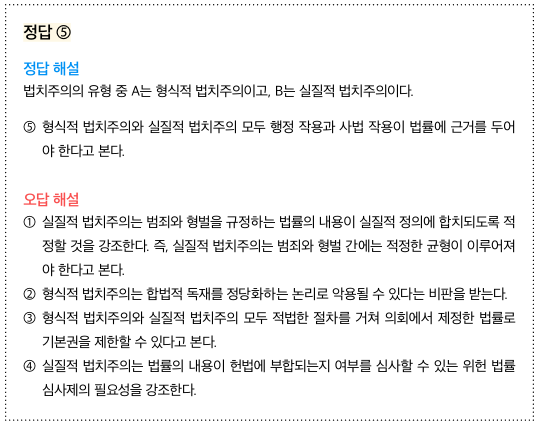 정답 ⑤
정답 해설
법치주의의 유형 중 A는 형식적 법치주의이고, B는 실질적 법치주의이다.
⑤ 형식적 법치주의와 실질적 법치주의 모두 행정 작용과 사법 작용이 법률에 근거를 두어
야 한다고 본다.
오답 해설
① 실질적 법치주의는 범죄와 형벌을 규정하는 법률의 내용이 실질적 정의에 합치되도록 적
정할 것을 강조한다. 즉, 실질적 법치주의는 범죄와 형벌 간에는 적정한 균형이 이루어져
야 한다고 본다.
② 형식적 법치주의는 합법적 독재를 정당화하는 논리로 악용될 수 있다는 비판을 받는다.
③ 형식적 법치주의와 실질적 법치주의 모두 적법한 절차를 거쳐 의회에서 제정한 법률로
기본권을 제한할 수 있다고 본다.
④ 실질적 법치주의는 법률의 내용이 헌법에 부합되는지 여부를 심사할 수 있는 위헌 법률
심사제의 필요성을 강조한다.